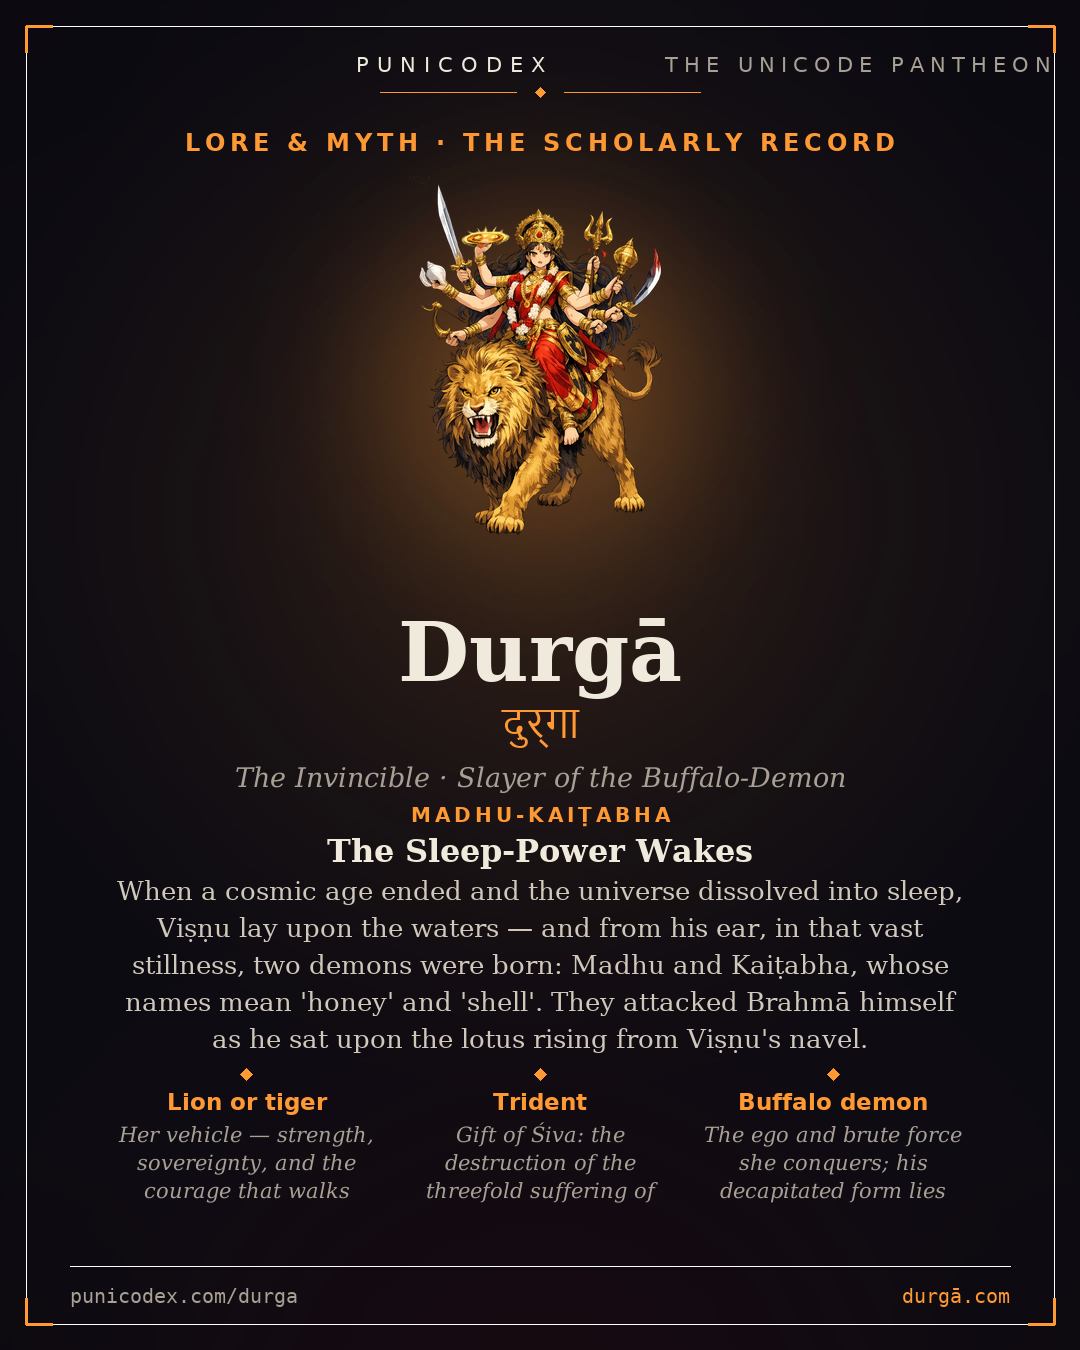 PUNICODEX THE UNICODE PANTHEON
LORE & MYTH · THE SCHOLARLY RECORD
Durgā
दुर्गा
The Invincible · Slayer of the Buffalo-Demon
MADHU-KAIṬABHA
The Sleep-Power Wakes
When a cosmic age ended and the universe dissolved into sleep,
Viṣṇu lay upon the waters — and from his ear, in that vast
stillness, two demons were born: Madhu and Kaiṭabha, whose
names mean 'honey' and 'shell'. They attacked Brahmā himself
as he sat upon the lotus rising from Viṣṇu's navel.
Lion or tiger
Her vehicle — strength,
sovereignty, and the
courage that walks
Trident
Gift of Śiva: the
destruction of the
threefold suffering of
Buffalo demon
The ego and brute force
she conquers; his
decapitated form lies
punicodex.com/durga
durgā.com